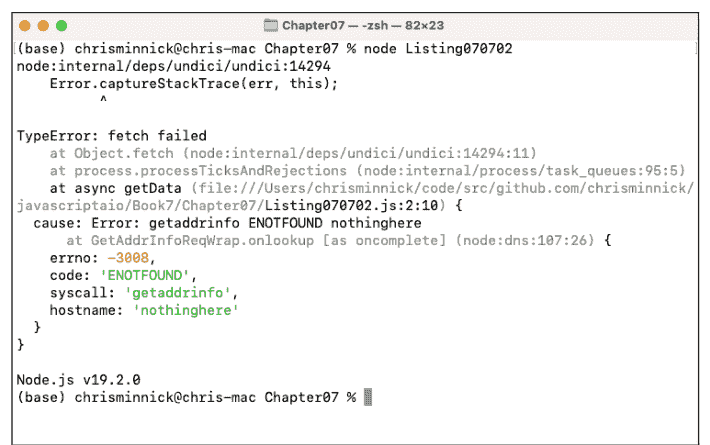 Chapter07 — -zsh — 82×23
(base) chrisminnick@chris-mac Chapter07 % node Listing070702
node:internal/deps/undici/undici:14294
    Error.captureStackTrace(err, this);
          ^
TypeError: fetch failed
    at Object.fetch (node:internal/deps/undici/undici:14294:11)
    at process.processTicksAndRejections (node:internal/process/task_queues:95:5)
    at async getData (file:///Users/chrisminnick/code/src/github.com/chrisminnick/
javascriptaio/Book7/Chapter07/Listing070702.js:2:10) {
  cause: Error: getaddrinfo ENOTFOUND nothinghere
      at GetAddrInfoReqWrap.onlookup [as oncomplete] (node:dns:107:26) {
    errno: -3008,
    code: 'ENOTFOUND',
    syscall: 'getaddrinfo',
    hostname: 'nothinghere'
  }
}
Node.js v19.2.0
(base) chrisminnick@chris-mac Chapter07 %